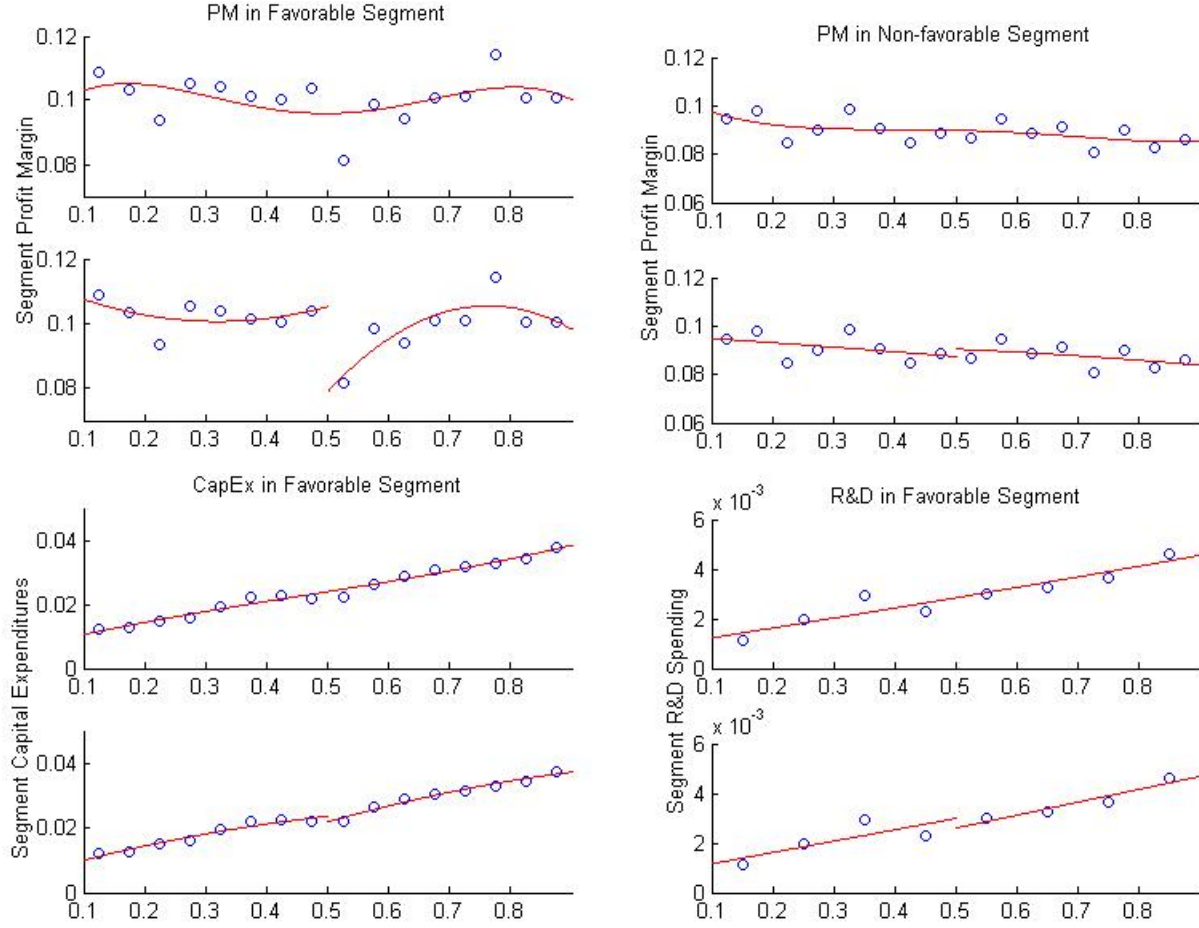 PM in Favorable Segment
0.12
0.1
0.08
0.1 0.2 0.3 0.4 0.5 0.6 0.7 0.8
0.12
0.1
0.08
0.1 0.2 0.3 0.4 0.5 0.6 0.7 0.8
Segment Profit Margin
PM in Non-favorable Segment
0.12
0.1
0.08
0.06
0.1 0.2 0.3 0.4 0.5 0.6 0.7 0.8
0.12
0.1
0.08
0.06
0.1 0.2 0.3 0.4 0.5 0.6 0.7 0.8
Segment Profit Margin
CapEx in Favorable Segment
0.04
0.02
0
0.1 0.2 0.3 0.4 0.5 0.6 0.7 0.8
0.04
0.02
0
0.1 0.2 0.3 0.4 0.5 0.6 0.7 0.8
Segment Capital Expenditures
R&D in Favorable Segment
x 10⁻³
6
4
2
0
0.1 0.2 0.3 0.4 0.5 0.6 0.7 0.8
x 10⁻³
6
4
2
0
0.1 0.2 0.3 0.4 0.5 0.6 0.7 0.8
Segment R&D Spending